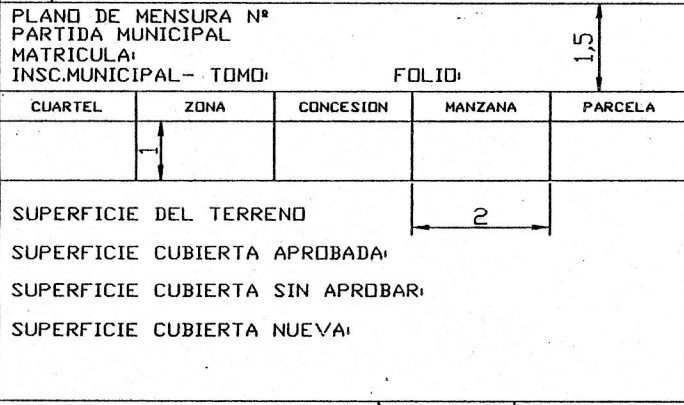 PLANO DE MENSURA Nº
PARTIDA MUNICIPAL
MATRICULA:
INSC.MUNICIPAL- TOMO: FOLIO:
1,5
CUARTEL ZONA CONCESION MANZANA PARCELA
1
SUPERFICIE DEL TERRENO
2
SUPERFICIE CUBIERTA APROBADA:
SUPERFICIE CUBIERTA SIN APROBAR:
SUPERFICIE CUBIERTA NUEVA: